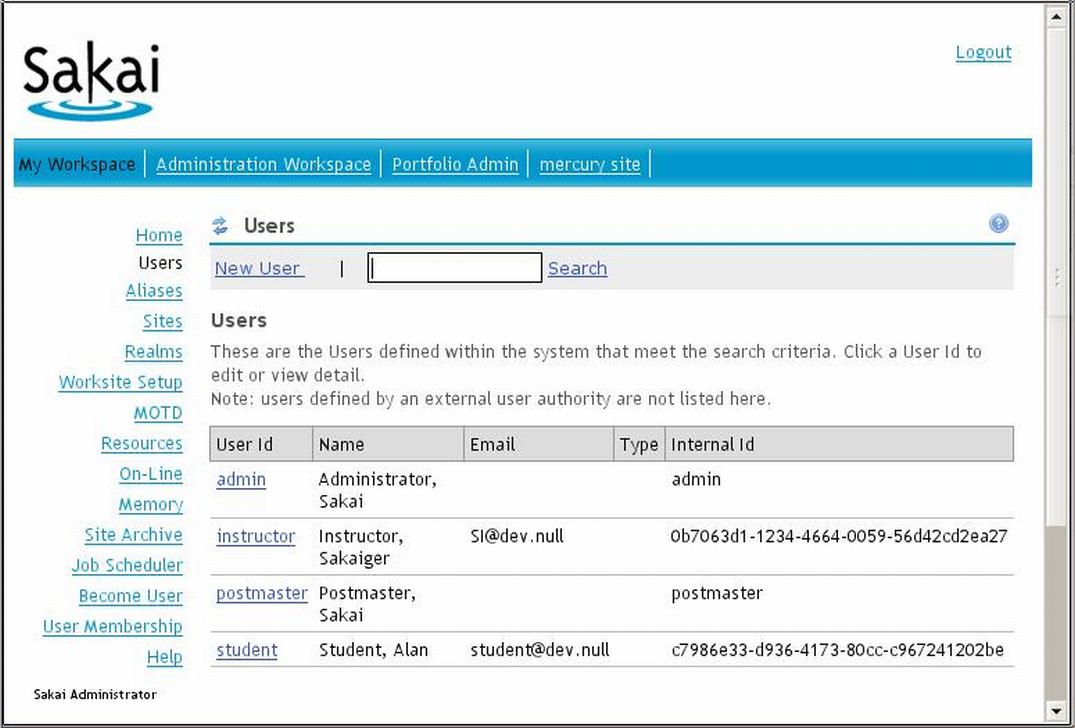 Sakai
Logout
My Workspace Administration Workspace Portfolio Admin mercury site
Home
Users
Aliases
Sites
Realms
Worksite Setup
MOTD
Resources
On-Line
Memory
Site Archive
Job Scheduler
Become User
User Membership
Help
Sakai Administrator
Users
New User | Search
Users
These are the Users defined within the system that meet the search criteria. Click a User Id to
edit or view detail.
Note: users defined by an external user authority are not listed here.
User Id Name Email Type Internal Id
admin Administrator, admin
Sakai
instructor Instructor, SI@dev.null 0b7063d1-1234-4664-0059-56d42cd2ea27
Sakaiger
postmaster Postmaster, postmaster
Sakai
student Student, Alan student@dev.null c7986e33-d936-4173-80cc-c967241202be